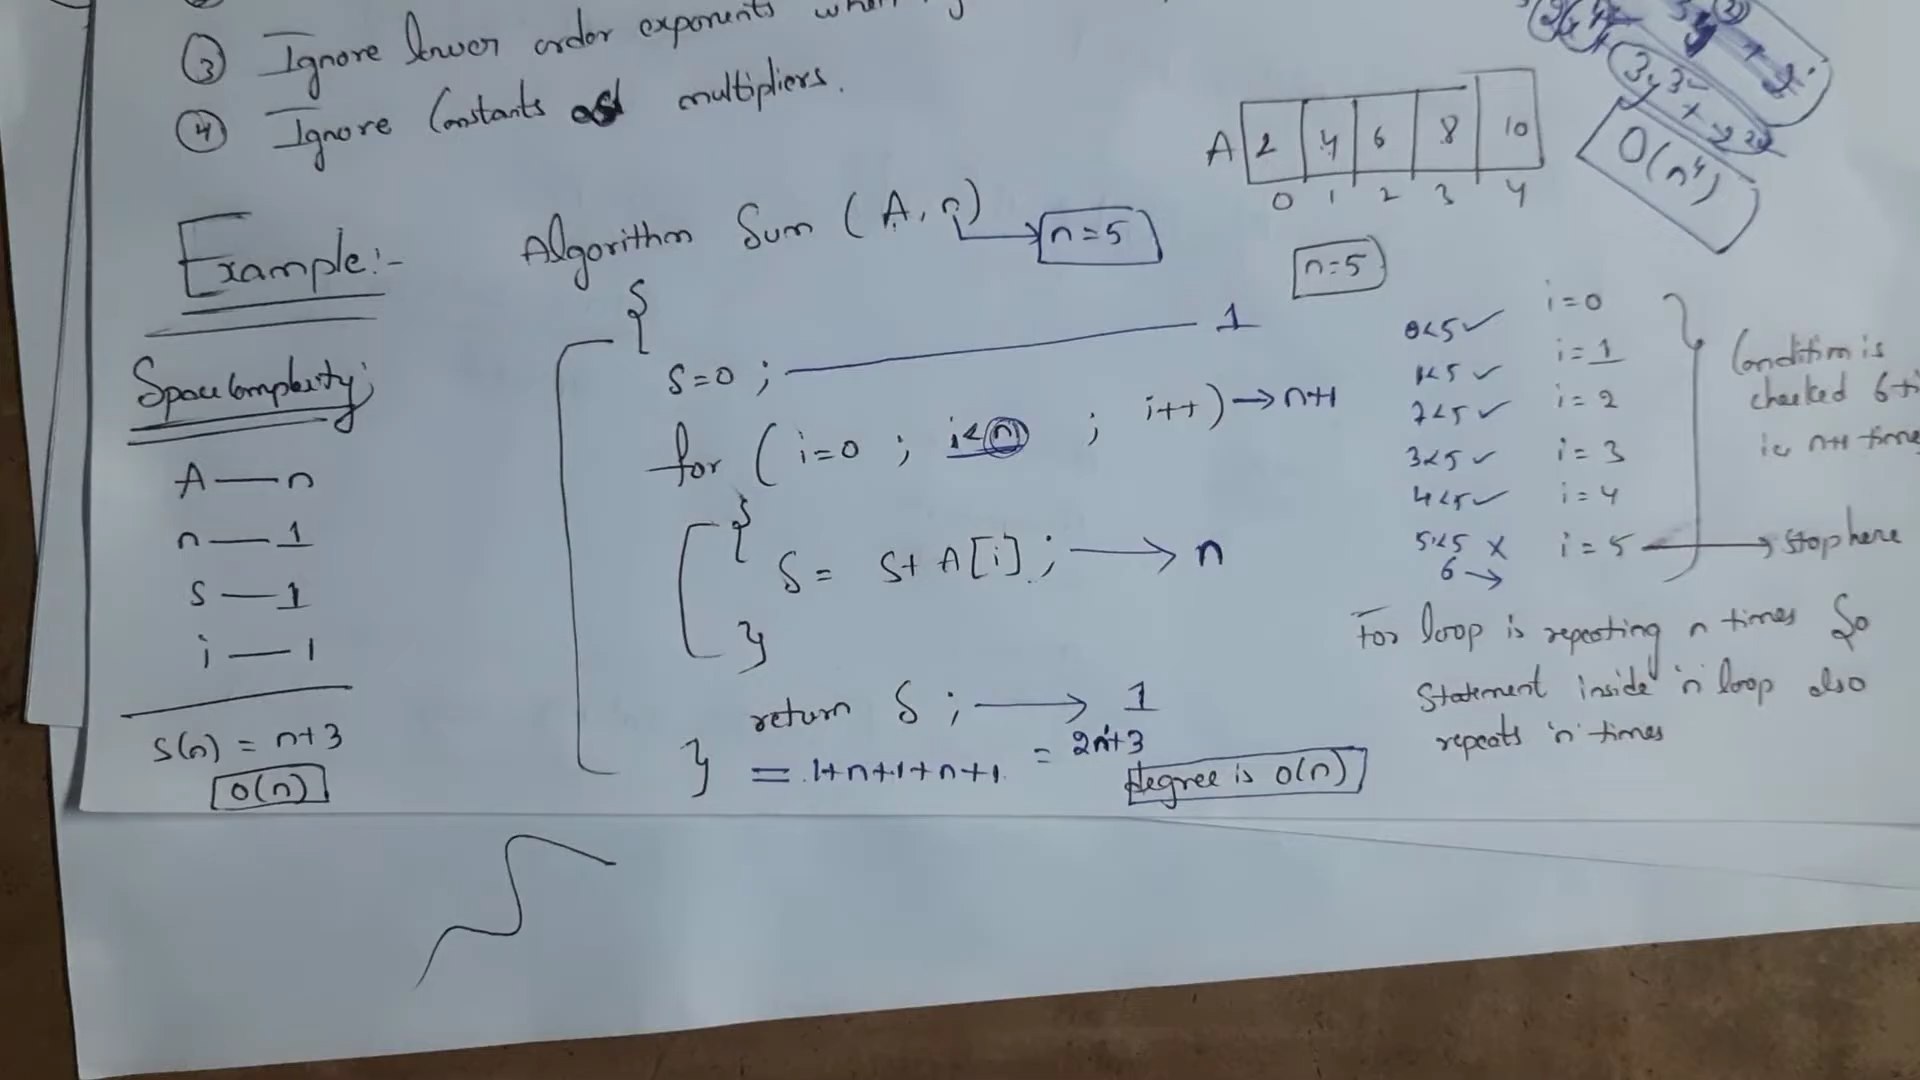 ③ Ignore lower order exponents when
④ Ignore Constants multipliers.
A 2 4 6 8 10
0 1 2 3 4
O(n⁴)
Example:-
Algorithm Sum (A, n) → n=5
n=5
{
S=0 ; — 1
for ( i=0 ; i<n ; i++) → n+1
{
S = S+ A[i] ; → n
}
return S ; → 1
} = 1+n+1+n+1 = 2n+3
degree is O(n)
Space Complexity;
A — n
n — 1
S — 1
i — 1
S(n) = n+3
O(n)
0<5 ✓ i=0
1<5 ✓ i=1
2<5 ✓ i=2
3<5 ✓ i=3
4<5 ✓ i=4
5<5 X i=5 → stop here
6 →
Condition is
checked 6
ie n+1 time
For loop is repeating n times So
Statement inside 'n' loop also
repeats 'n' times